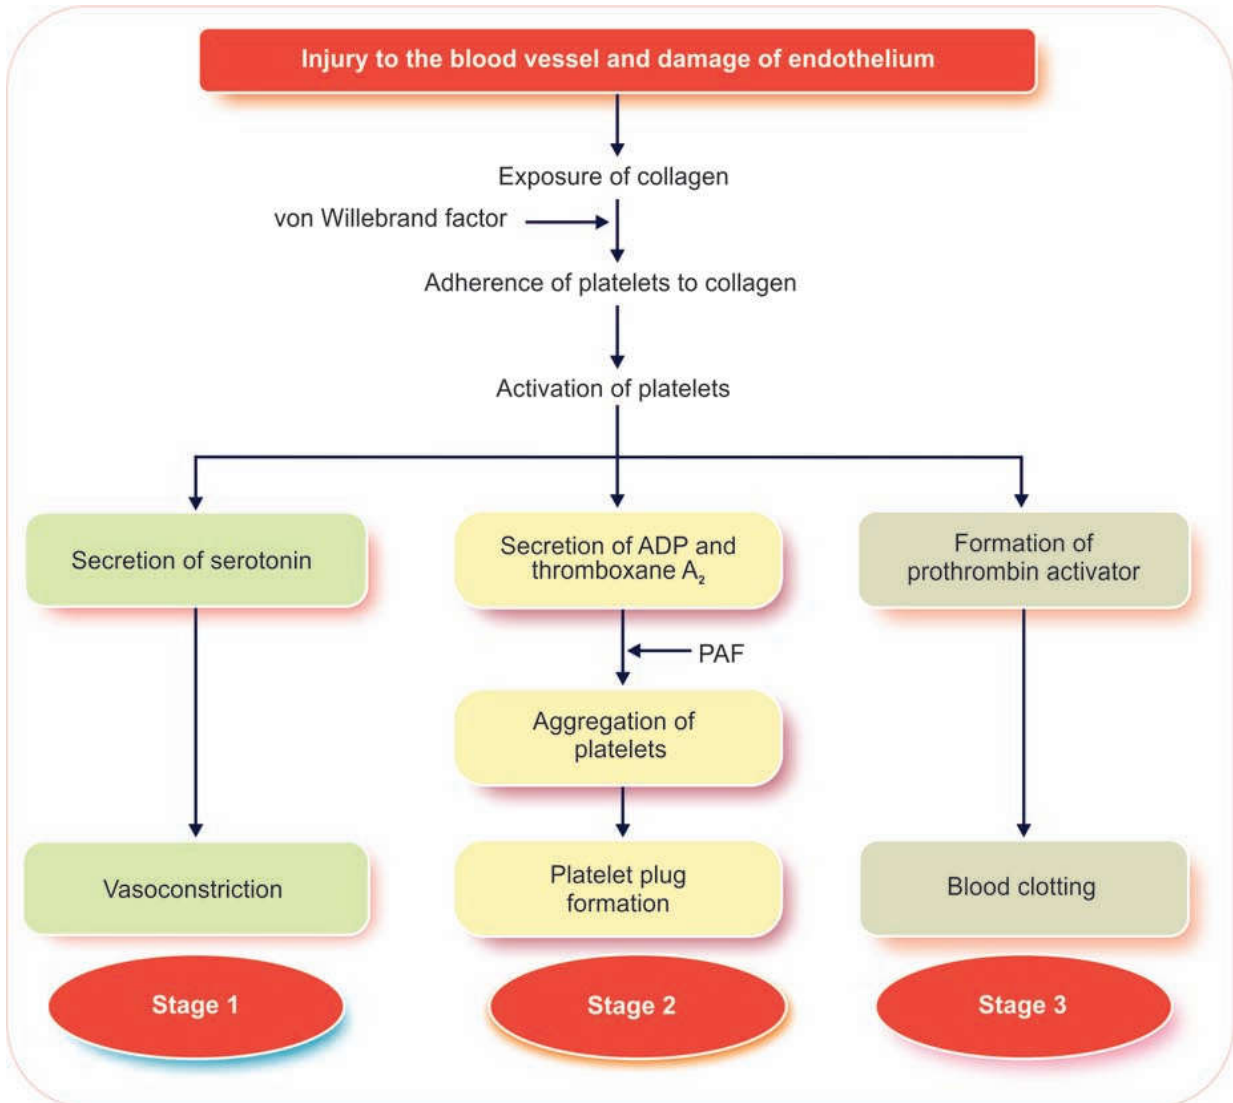 Injury to the blood vessel and damage of endothelium
Exposure of collagen
von Willebrand factor
Adherence of platelets to collagen
Activation of platelets
Secretion of serotonin
Secretion of ADP and
thromboxane A₂
Formation of
prothrombin activator
PAF
Aggregation of
platelets
Vasoconstriction
Platelet plug
formation
Blood clotting
Stage 1
Stage 2
Stage 3